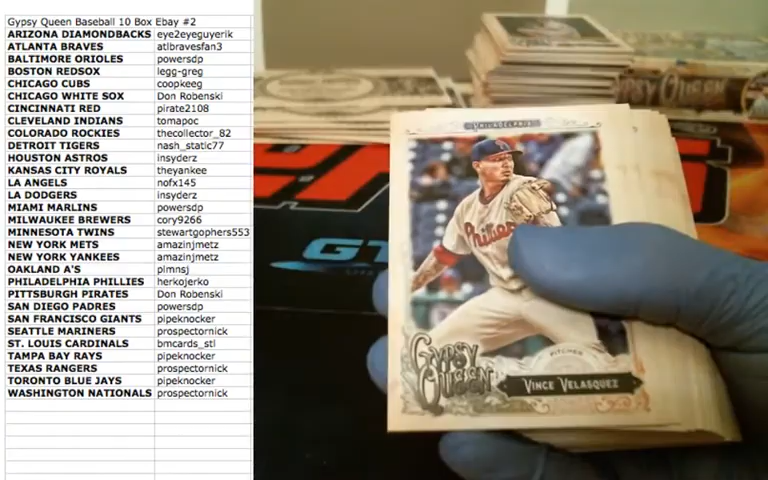 Gypsy Queen Baseball 10 Box Ebay #2
ARIZONA DIAMONDBACKS eye2eyeguyerik
ATLANTA BRAVES atlbravesfan3
BALTIMORE ORIOLES powersdp
BOSTON REDSOX legg-greg
CHICAGO CUBS coopkeeg
CHICAGO WHITE SOX Don Robenski
CINCINNATI RED pirate2108
CLEVELAND INDIANS tomapoc
COLORADO ROCKIES thecollector_82
DETROIT TIGERS nash_static77
HOUSTON ASTROS insyderz
KANSAS CITY ROYALS theyankee
LA ANGELS nofx145
LA DODGERS insyderz
MIAMI MARLINS powersdp
MILWAUKEE BREWERS cory9266
MINNESOTA TWINS stewartgophers553
NEW YORK METS amazinjmetz
NEW YORK YANKEES amazinjmetz
OAKLAND A'S plmnsj
PHILADELPHIA PHILLIES herkojerko
PITTSBURGH PIRATES Don Robenski
SAN DIEGO PADRES powersdp
SAN FRANCISCO GIANTS pipeknocker
SEATTLE MARINERS prospectornick
ST. LOUIS CARDINALS bmcards_stl
TAMPA BAY RAYS pipeknocker
TEXAS RANGERS prospectornick
TORONTO BLUE JAYS pipeknocker
WASHINGTON NATIONALS prospectornick
GYPSY QUEEN
GT
Phillies
PITCHER
GYPSY QUEEN
VINCE VELASQUEZ